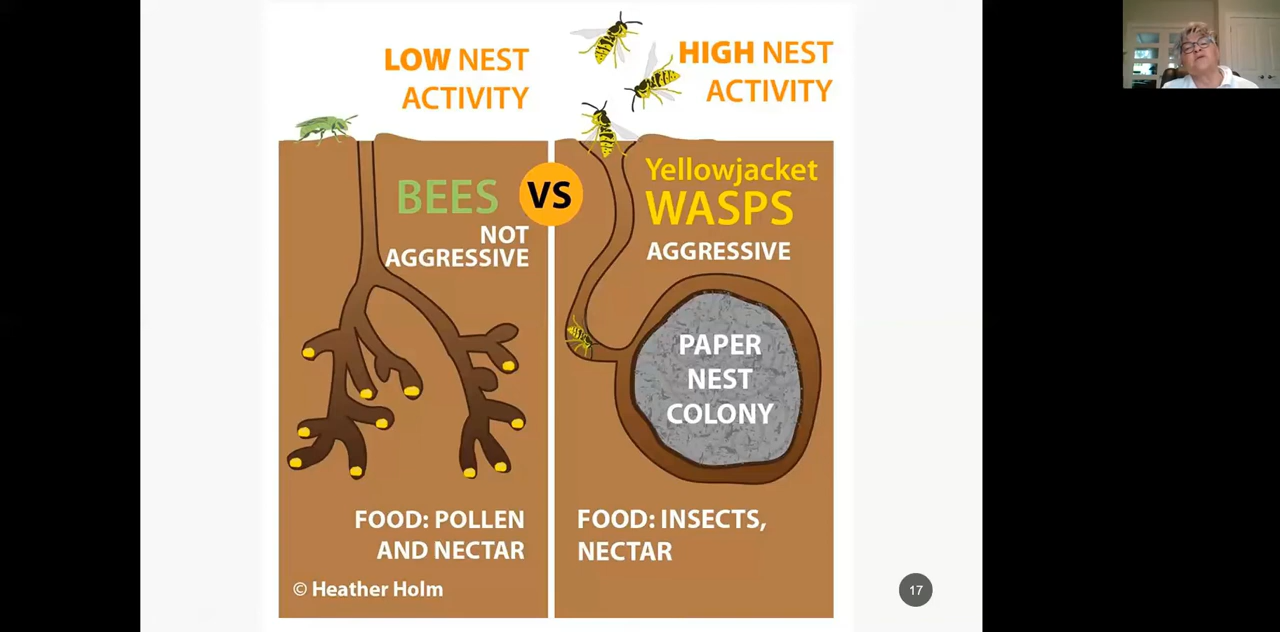 LOW NEST
ACTIVITY
BEES
NOT
AGGRESSIVE
FOOD: POLLEN
AND NECTAR
© Heather Holm
VS
HIGH NEST
ACTIVITY
Yellowjacket
WASPS
AGGRESSIVE
PAPER
NEST
COLONY
FOOD: INSECTS,
NECTAR
17